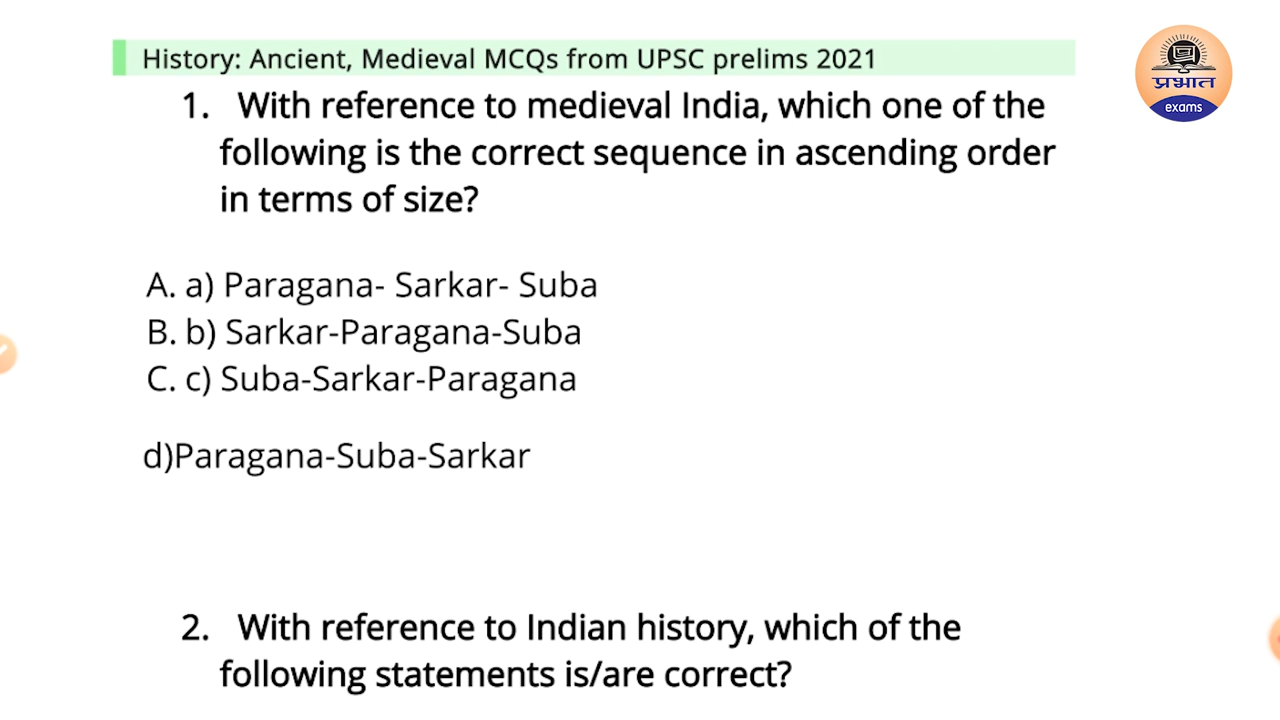 History: Ancient, Medieval MCQs from UPSC prelims 2021
प्रभात
exams
1. With reference to medieval India, which one of the
following is the correct sequence in ascending order
in terms of size?
A. a) Paragana- Sarkar- Suba
B. b) Sarkar-Paragana-Suba
C. c) Suba-Sarkar-Paragana
d)Paragana-Suba-Sarkar
2. With reference to Indian history, which of the
following statements is/are correct?